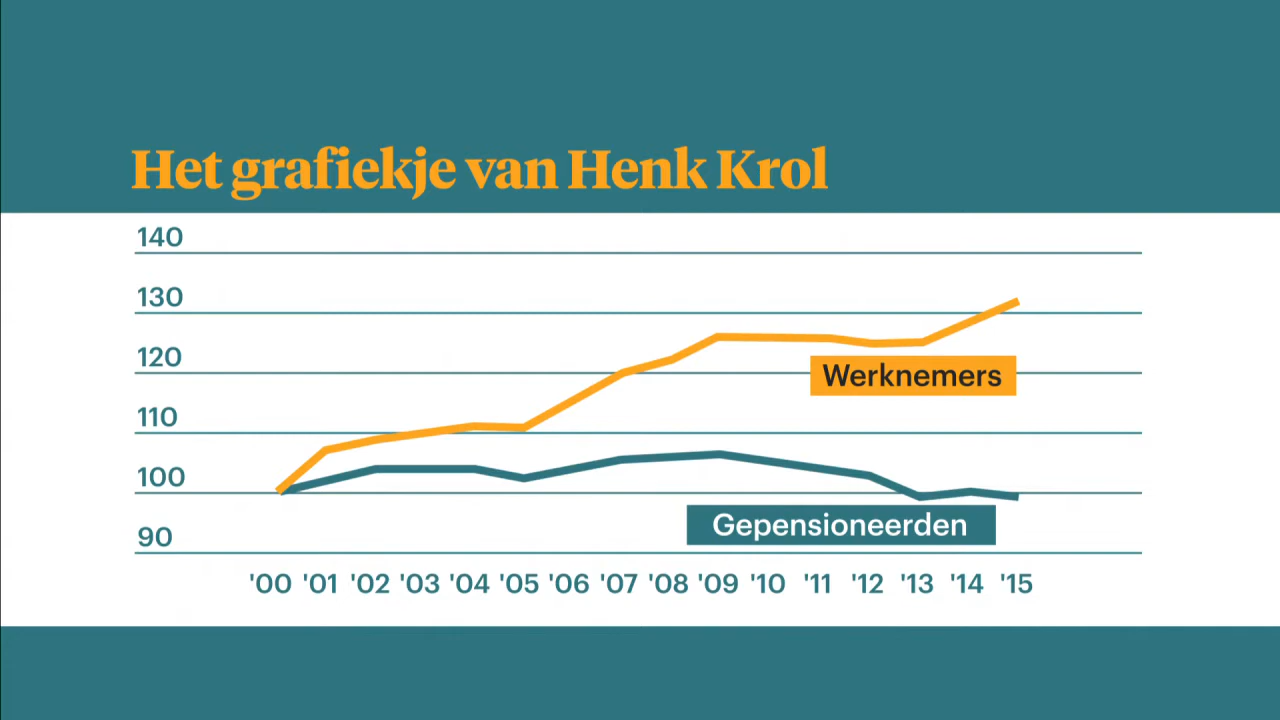 Het grafiekje van Henk Krol
140
130
120
Werknemers
110
100
Gepensioneerden
90
'00 '01 '02 '03 '04 '05 '06 '07 '08 '09 '10 '11 '12 '13 '14 '15